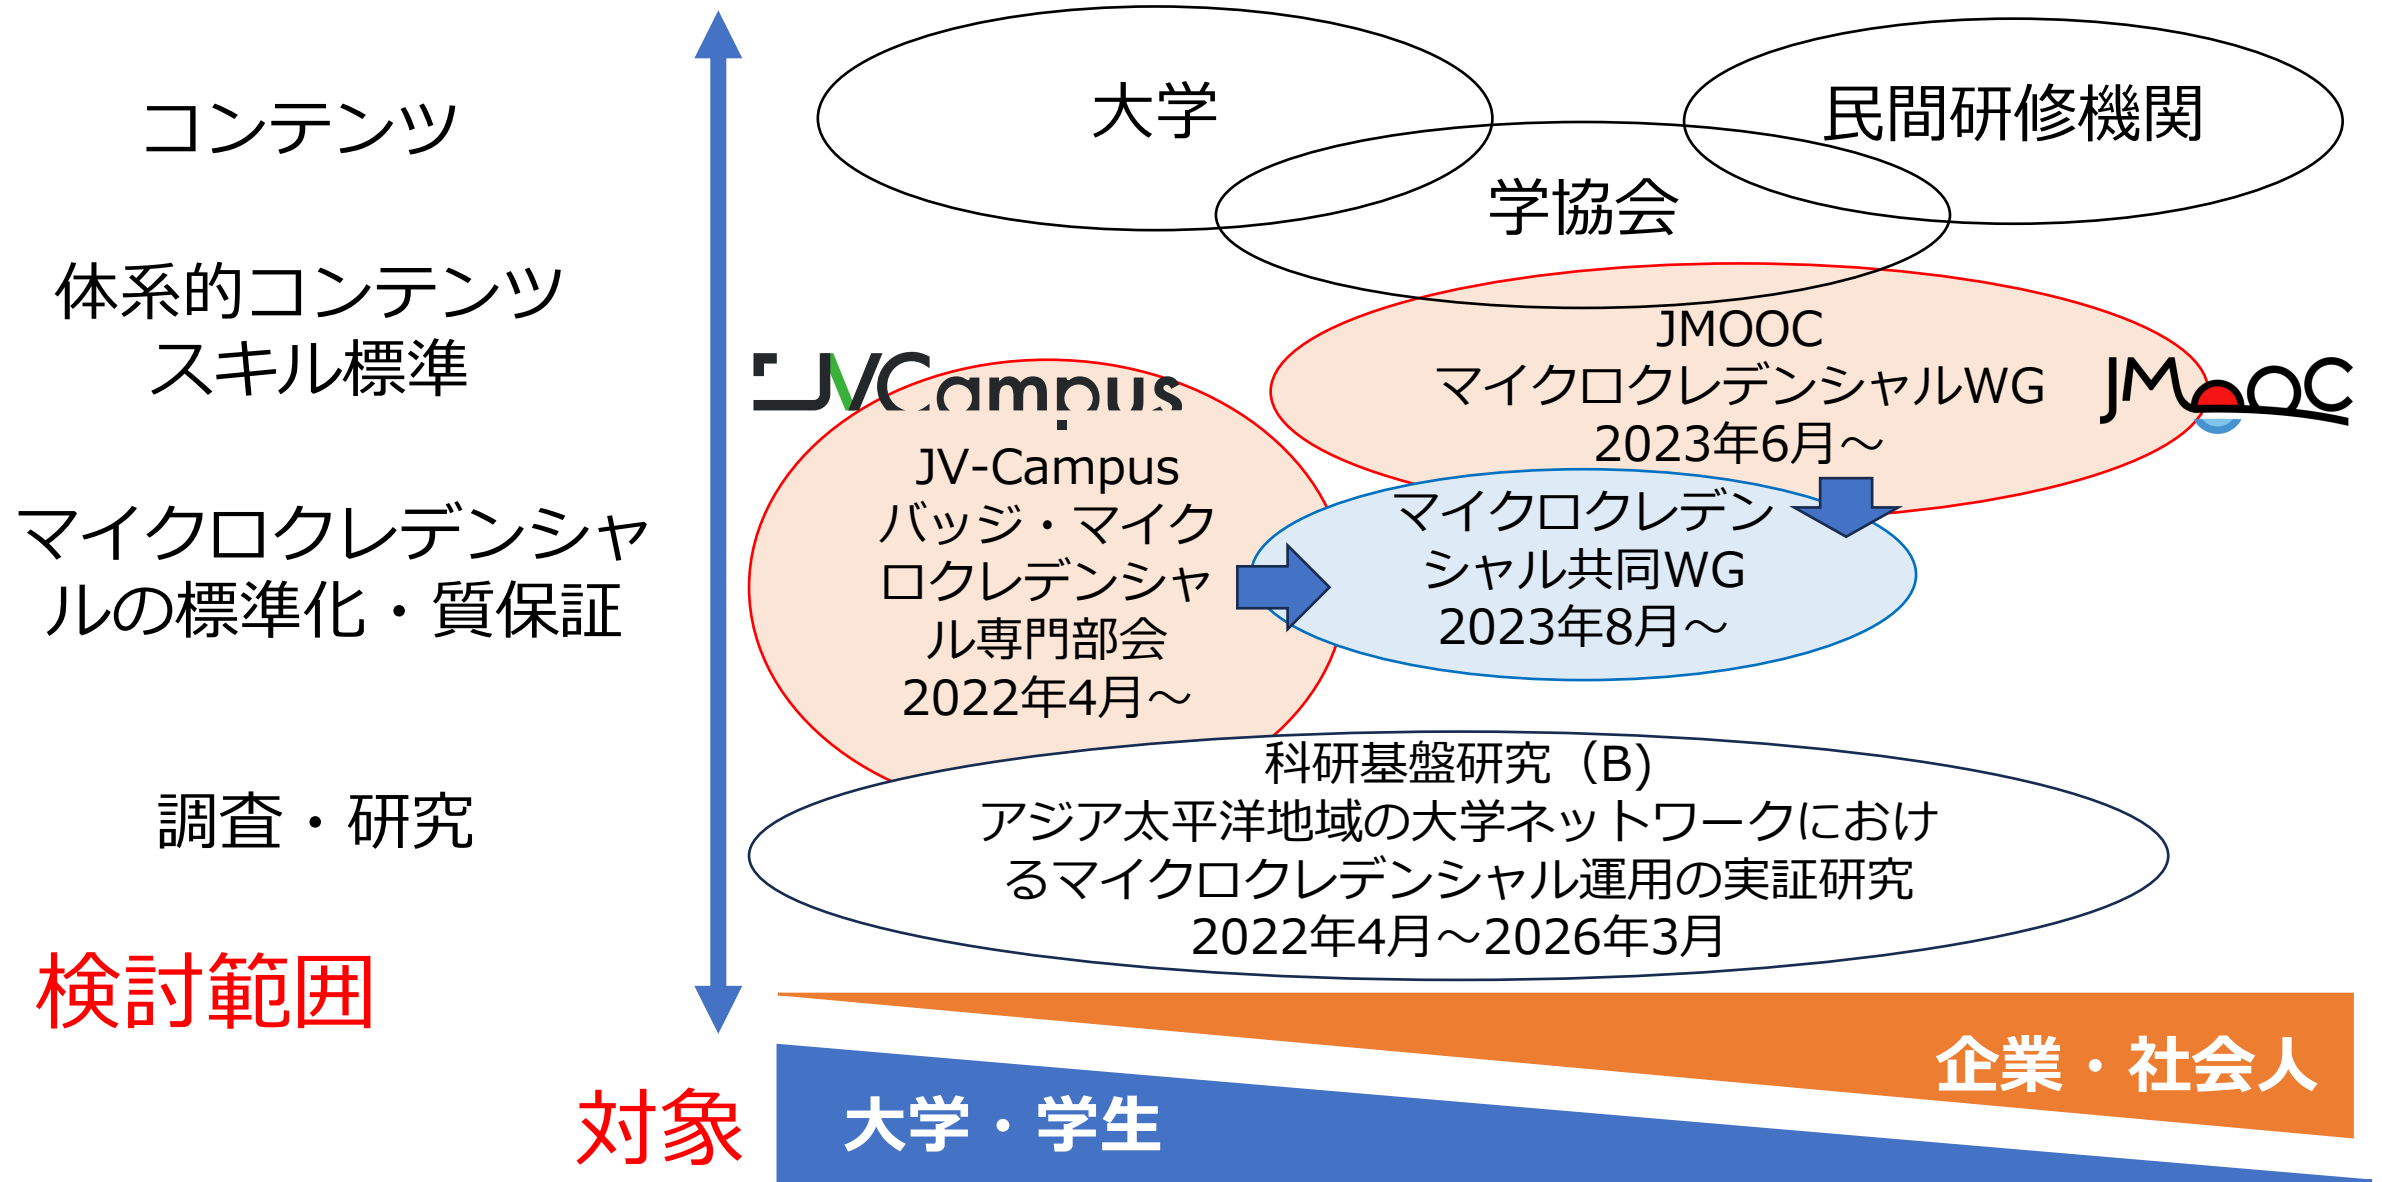 コンテンツ
体系的コンテンツ
スキル標準
マイクロクレデンシャ
ルの標準化・質保証
調査・研究
検討範囲
対象
大学
民間研修機関
学協会
JMOOC
マイクロクレデンシャルWG
2023年6月～
JMOOC
JVCampus
JV-Campus
バッジ・マイク
ロクレデンシャ
ル専門部会
2022年4月～
マイクロクレデン
シャル共同WG
2023年8月～
科研基盤研究（B)
アジア太平洋地域の大学ネットワークにおけ
るマイクロクレデンシャル運用の実証研究
2022年4月～2026年3月
企業・社会人
大学・学生